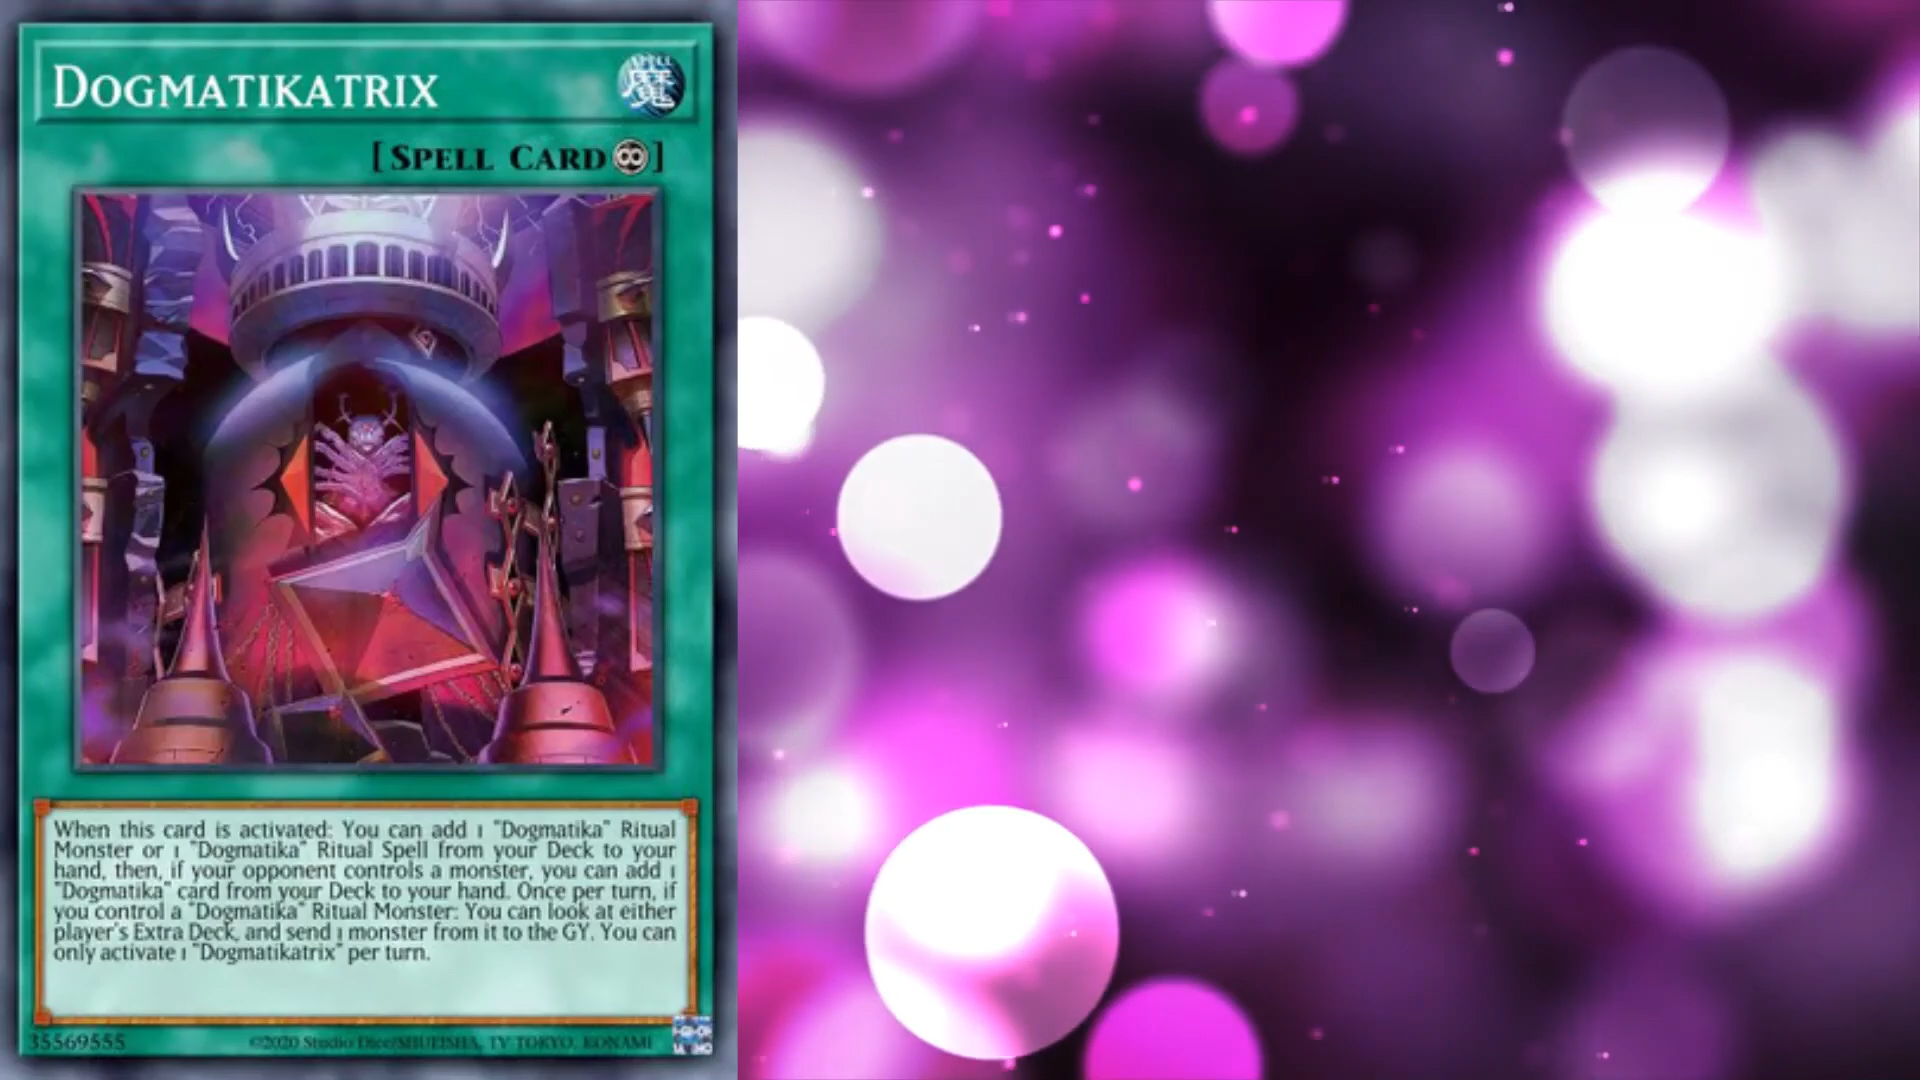 DOGMATIKATRIX
SPELL
魔
[SPELL CARD]
When this card is activated: You can add 1 "Dogmatika" Ritual
Monster or 1 "Dogmatika" Ritual Spell from your Deck to your
hand, then, if your opponent controls a monster, you can add 1
"Dogmatika" card from your Deck to your hand. Once per turn, if
you control a "Dogmatika" Ritual Monster: You can look at either
player's Extra Deck, and send 1 monster from it to the GY. You can
only activate 1 "Dogmatikatrix" per turn.
35569555
©2020 Studio Dice/SHUEISHA, TV TOKYO, KONAMI